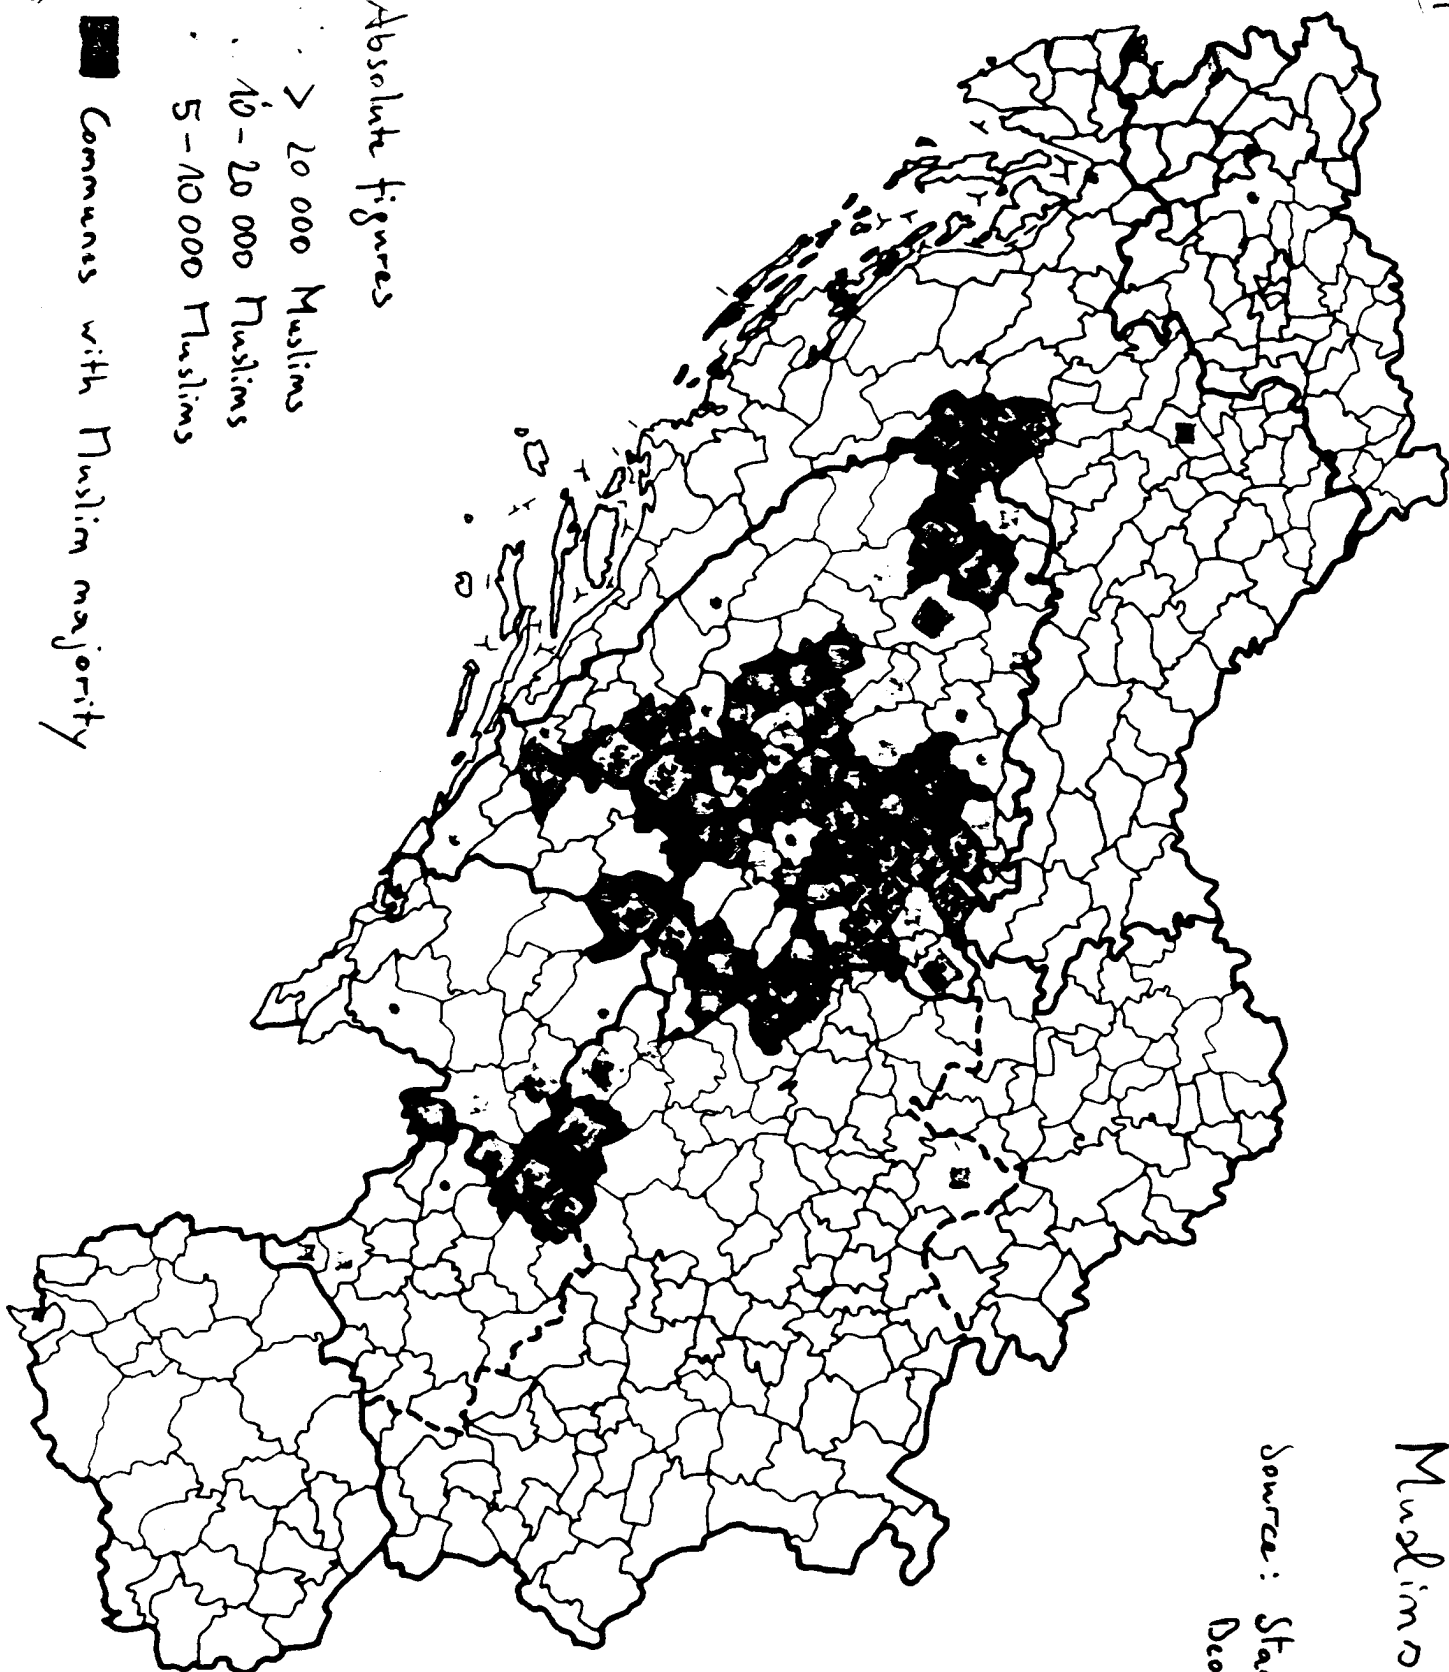 Muslims
Source: Sta
Beo
Absolute figures
> 20 000 Muslims
10-20 000 Muslims
5-10 000 Muslims
Communes with Muslim majority